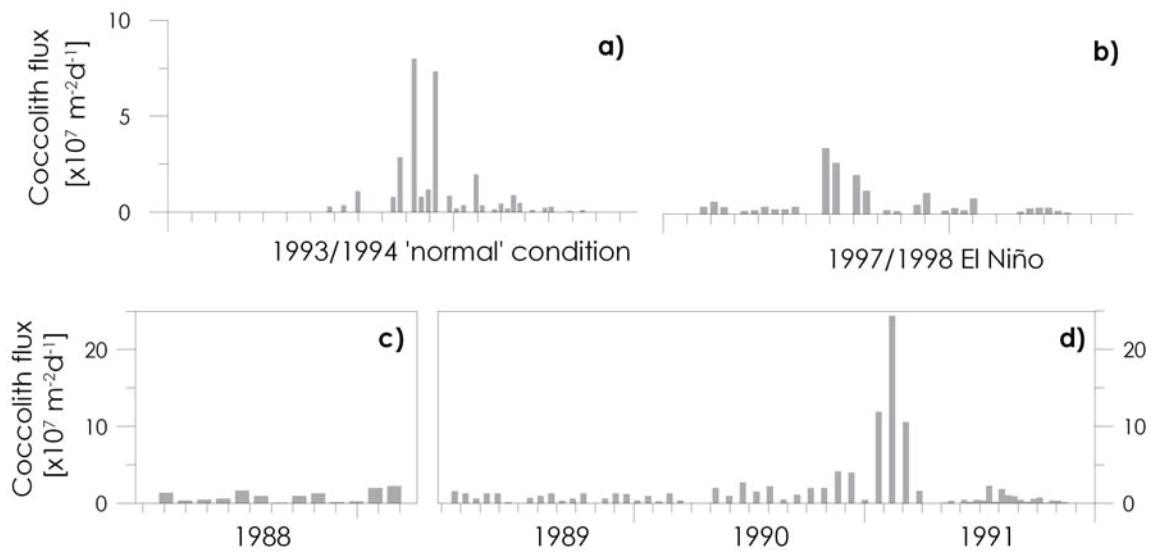 Coccolith flux
[x10⁷ m⁻²d⁻¹]
10
5
0
a)
b)
1993/1994 'normal' condition
1997/1998 El Niño
Coccolith flux
[x10⁷ m⁻²d⁻¹]
20
10
0
c)
d)
20
10
0
1988
1989
1990
1991